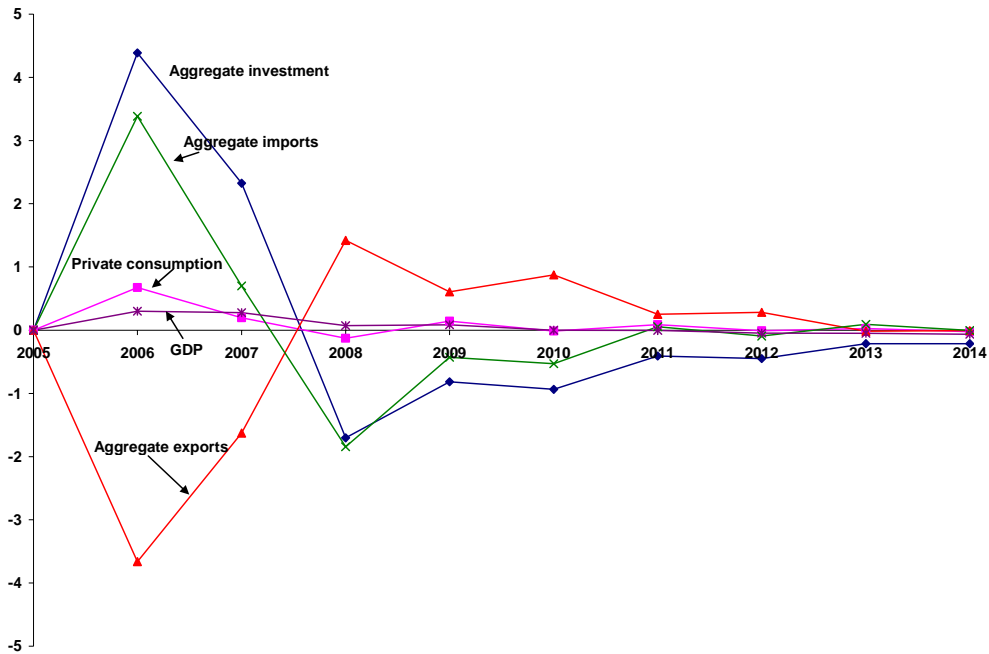 5
4
Aggregate investment
3
Aggregate imports
2
1
Private consumption
0
2005 2006 2007 2008 2009 2010 2011 2012 2013 2014
GDP
-1
Aggregate exports
-2
-3
-4
-5